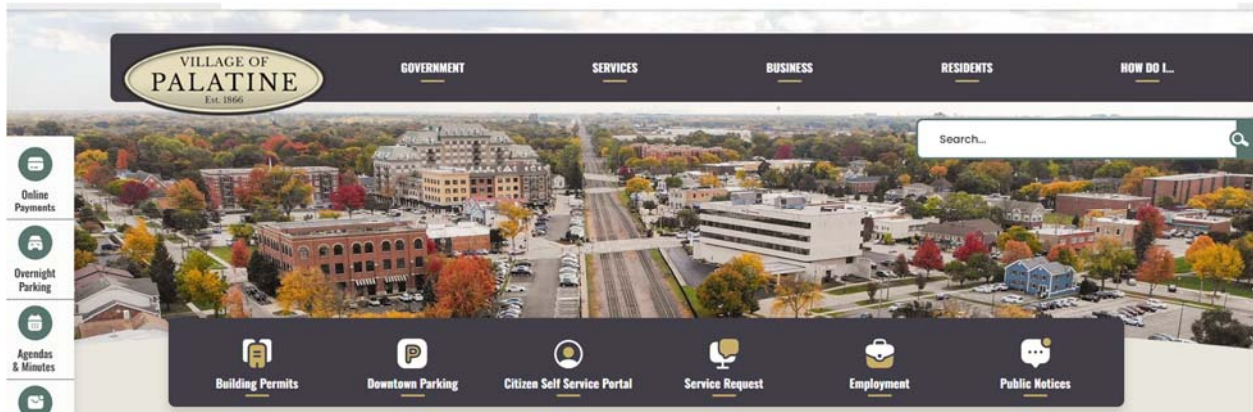 VILLAGE OF
PALATINE
Est. 1866
GOVERNMENT
SERVICES
BUSINESS
RESIDENTS
HOW DO I...
Search...
Online
Payments
Overnight
Parking
Agendas
& Minutes
Building Permits
Downtown Parking
Citizen Self Service Portal
Service Request
Employment
Public Notices